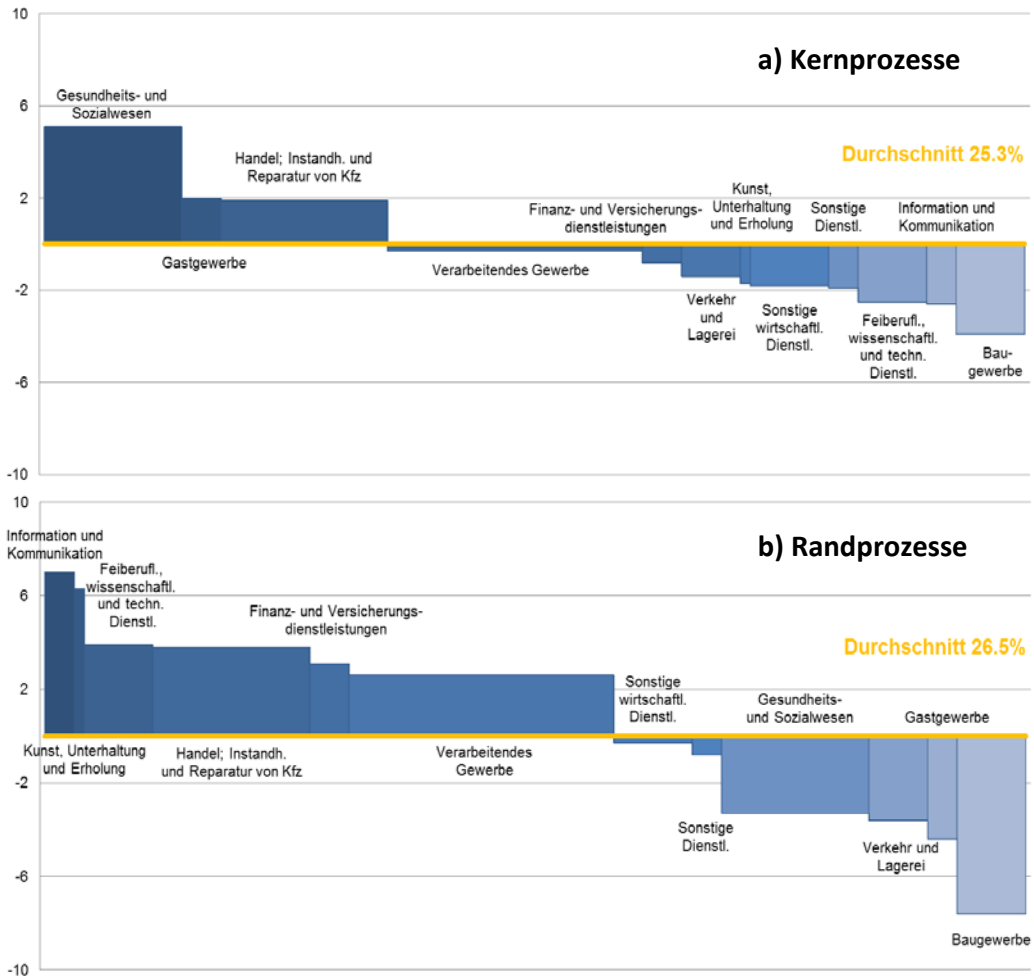 10
a) Kernprozesse
Gesundheits- und
Sozialwesen
6
Handel; Instandh. und
Reparatur von Kfz
Durchschnitt 25.3%
Kunst,
Unterhaltung
und Erholung
2
Finanz- und Versicherungs-
dienstleistungen
Sonstige
Dienstl.
Information und
Kommunikation
Gastgewerbe
Verarbeitendes Gewerbe
-2
Verkehr
und
Lagerei
Sonstige
wirtschaftl.
Dienstl.
Feiberufl.,
wissenschaftl.
und techn.
Dienstl.
Bau-
gewerbe
-6
-10
10
Information und
Kommunikation
b) Randprozesse
Feiberufl.,
wissenschaftl.
und techn.
Dienstl.
6
Finanz- und Versicherungs-
dienstleistungen
Durchschnitt 26.5%
2
Sonstige
wirtschaftl.
Dienstl.
Gesundheits-
und Sozialwesen
Gastgewerbe
Kunst, Unterhaltung
und Erholung
Handel; Instandh.
und Reparatur von Kfz
Verarbeitendes
Gewerbe
-2
Sonstige
Dienstl.
Verkehr und
Lagerei
-6
Baugewerbe
-10